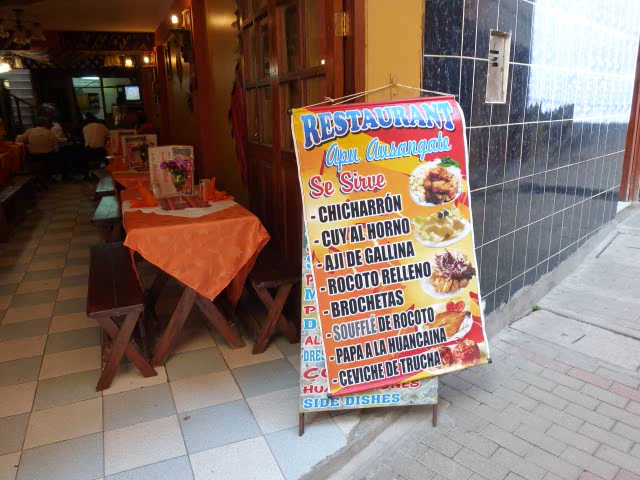 RESTAURANT
Apu Ausangate
Se Sirve
- CHICHARRÓN
- CUY AL HORNO
- AJI DE GALLINA
- ROCOTO RELLENO
- BROCHETAS
- SOUFFLÉ DE ROCOTO
- PAPA A LA HUANCAINA
- CEVICHE DE TRUCHA
SIDE DISHES